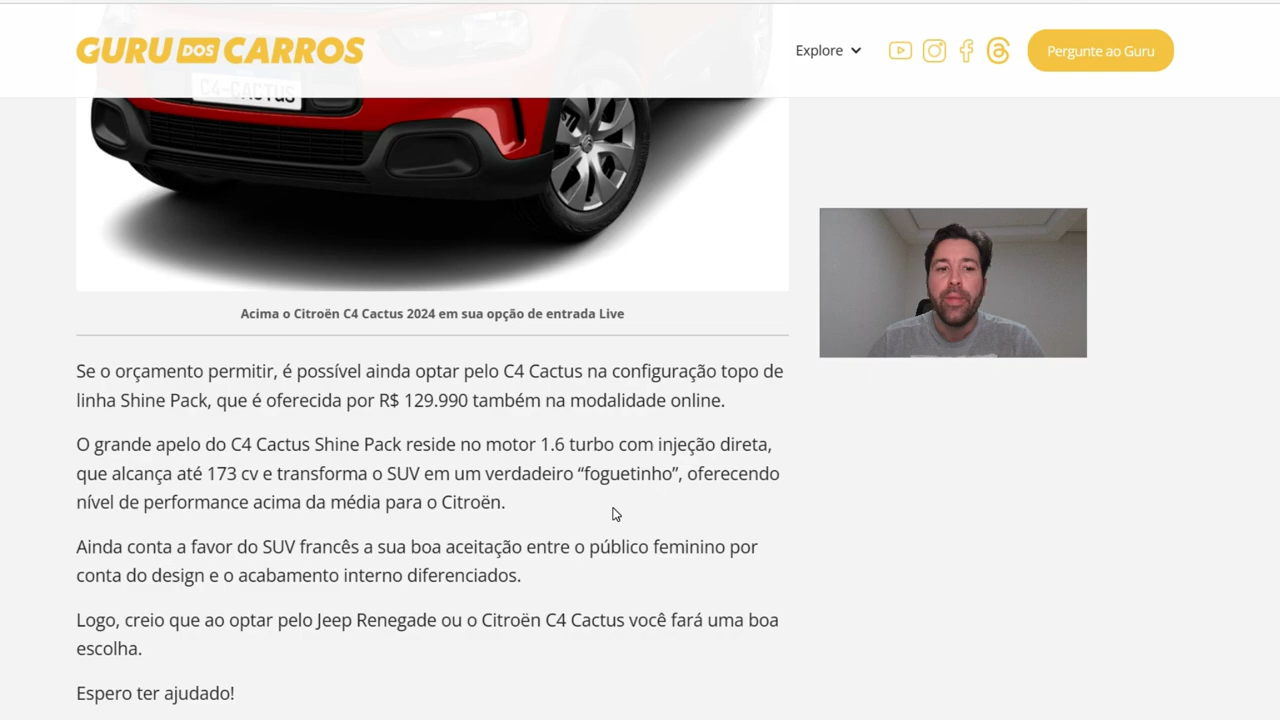 GURU DOS CARROS
Explore
Pergunte ao Guru
C4-CACTUS
Acima o Citroën C4 Cactus 2024 em sua opção de entrada Live
Se o orçamento permitir, é possível ainda optar pelo C4 Cactus na configuração topo de
linha Shine Pack, que é oferecida por R$ 129.990 também na modalidade online.
O grande apelo do C4 Cactus Shine Pack reside no motor 1.6 turbo com injeção direta,
que alcança até 173 cv e transforma o SUV em um verdadeiro “foguetinho”, oferecendo
nível de performance acima da média para o Citroën.
Ainda conta a favor do SUV francês a sua boa aceitação entre o público feminino por
conta do design e o acabamento interno diferenciados.
Logo, creio que ao optar pelo Jeep Renegade ou o Citroën C4 Cactus você fará uma boa
escolha.
Espero ter ajudado!